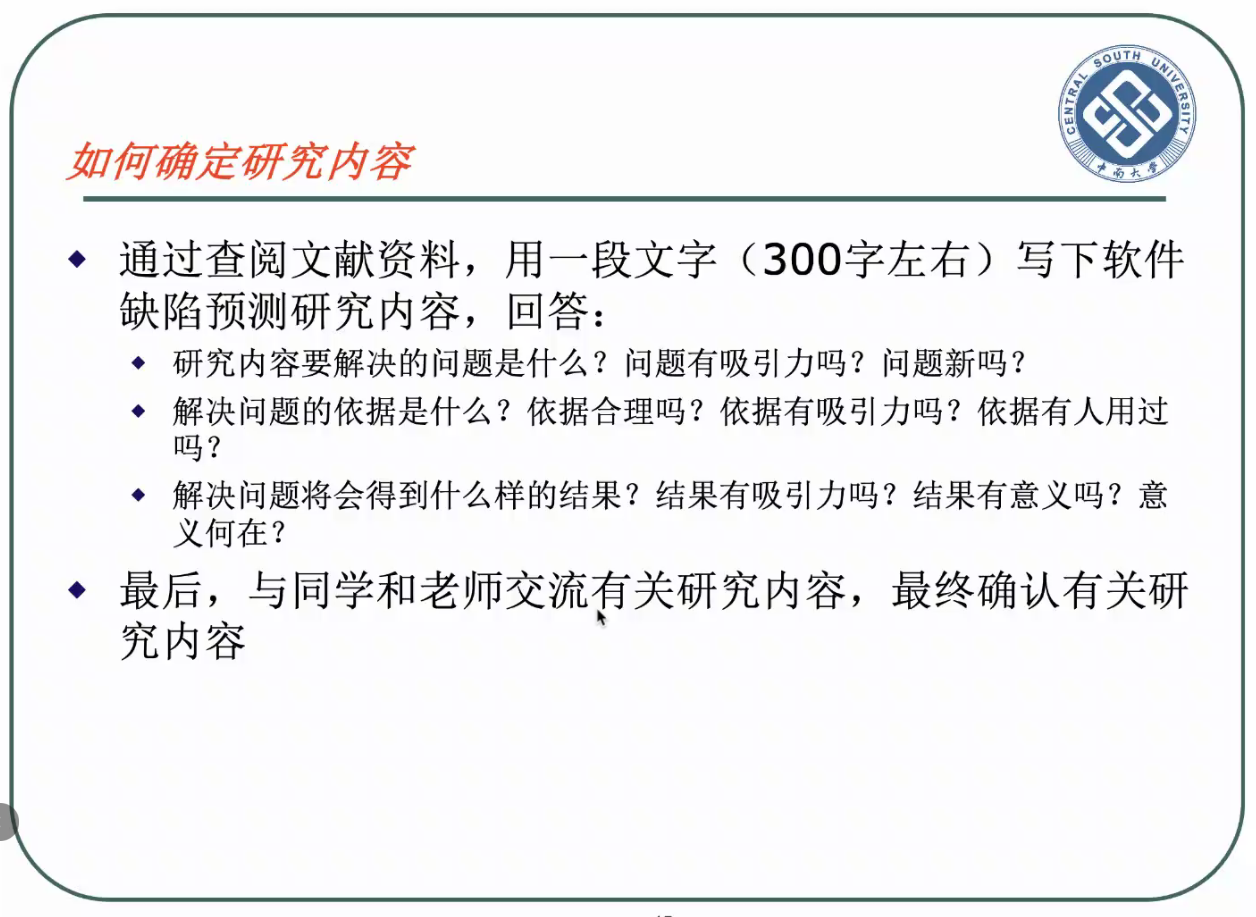 CENTRAL SOUTH UNIVERSITY
中南大学
如何确定研究内容
通过查阅文献资料，用一段文字（300字左右）写下软件
缺陷预测研究内容，回答：
研究内容要解决的问题是什么？问题有吸引力吗？问题新吗？
解决问题的依据是什么？依据合理吗？依据有吸引力吗？依据有人用过
吗？
解决问题将会得到什么样的结果？结果有吸引力吗？结果有意义吗？意
义何在？
最后，与同学和老师交流有关研究内容，最终确认有关研
究内容